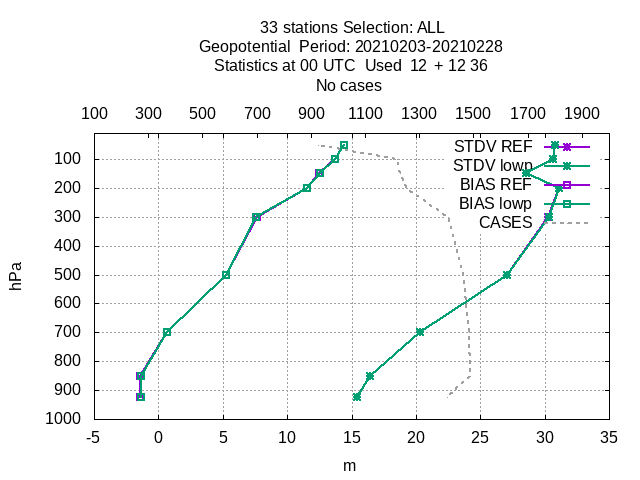 33 stations Selection: ALL
Geopotential  Period: 20210203-20210228
Statistics at 00 UTC  Used  12  + 12 36
No cases
100 300 500 700 900 1100 1300 1500 1700 1900
STDV REF
STDV lowp
BIAS REF
BIAS lowp
CASES
hPa
100
200
300
400
500
600
700
800
900
1000
-5 0 5 10 15 20 25 30 35
m